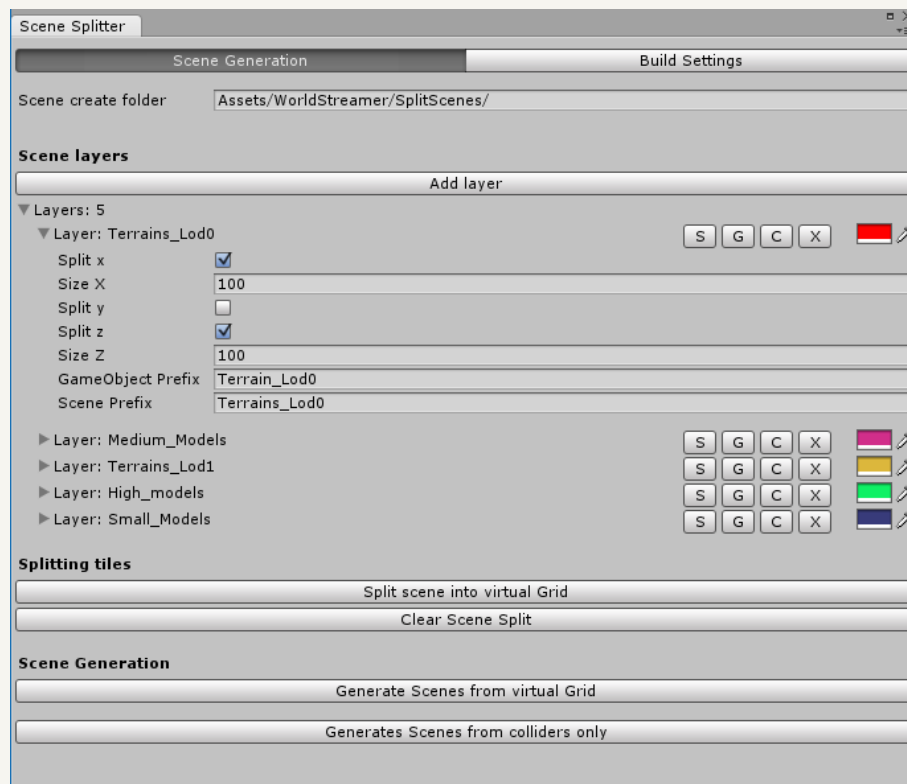 Scene Splitter
Scene Generation Build Settings
Scene create folder Assets/WorldStreamer/SplitScenes/
Scene layers
Add layer
Layers: 5
Layer: Terrains_Lod0 S G C X
Split x
Size X 100
Split y
Split z
Size Z 100
GameObject Prefix Terrain_Lod0
Scene Prefix Terrains_Lod0
Layer: Medium_Models S G C X
Layer: Terrains_Lod1 S G C X
Layer: High_models S G C X
Layer: Small_Models S G C X
Splitting tiles
Split scene into virtual Grid
Clear Scene Split
Scene Generation
Generate Scenes from virtual Grid
Generates Scenes from colliders only